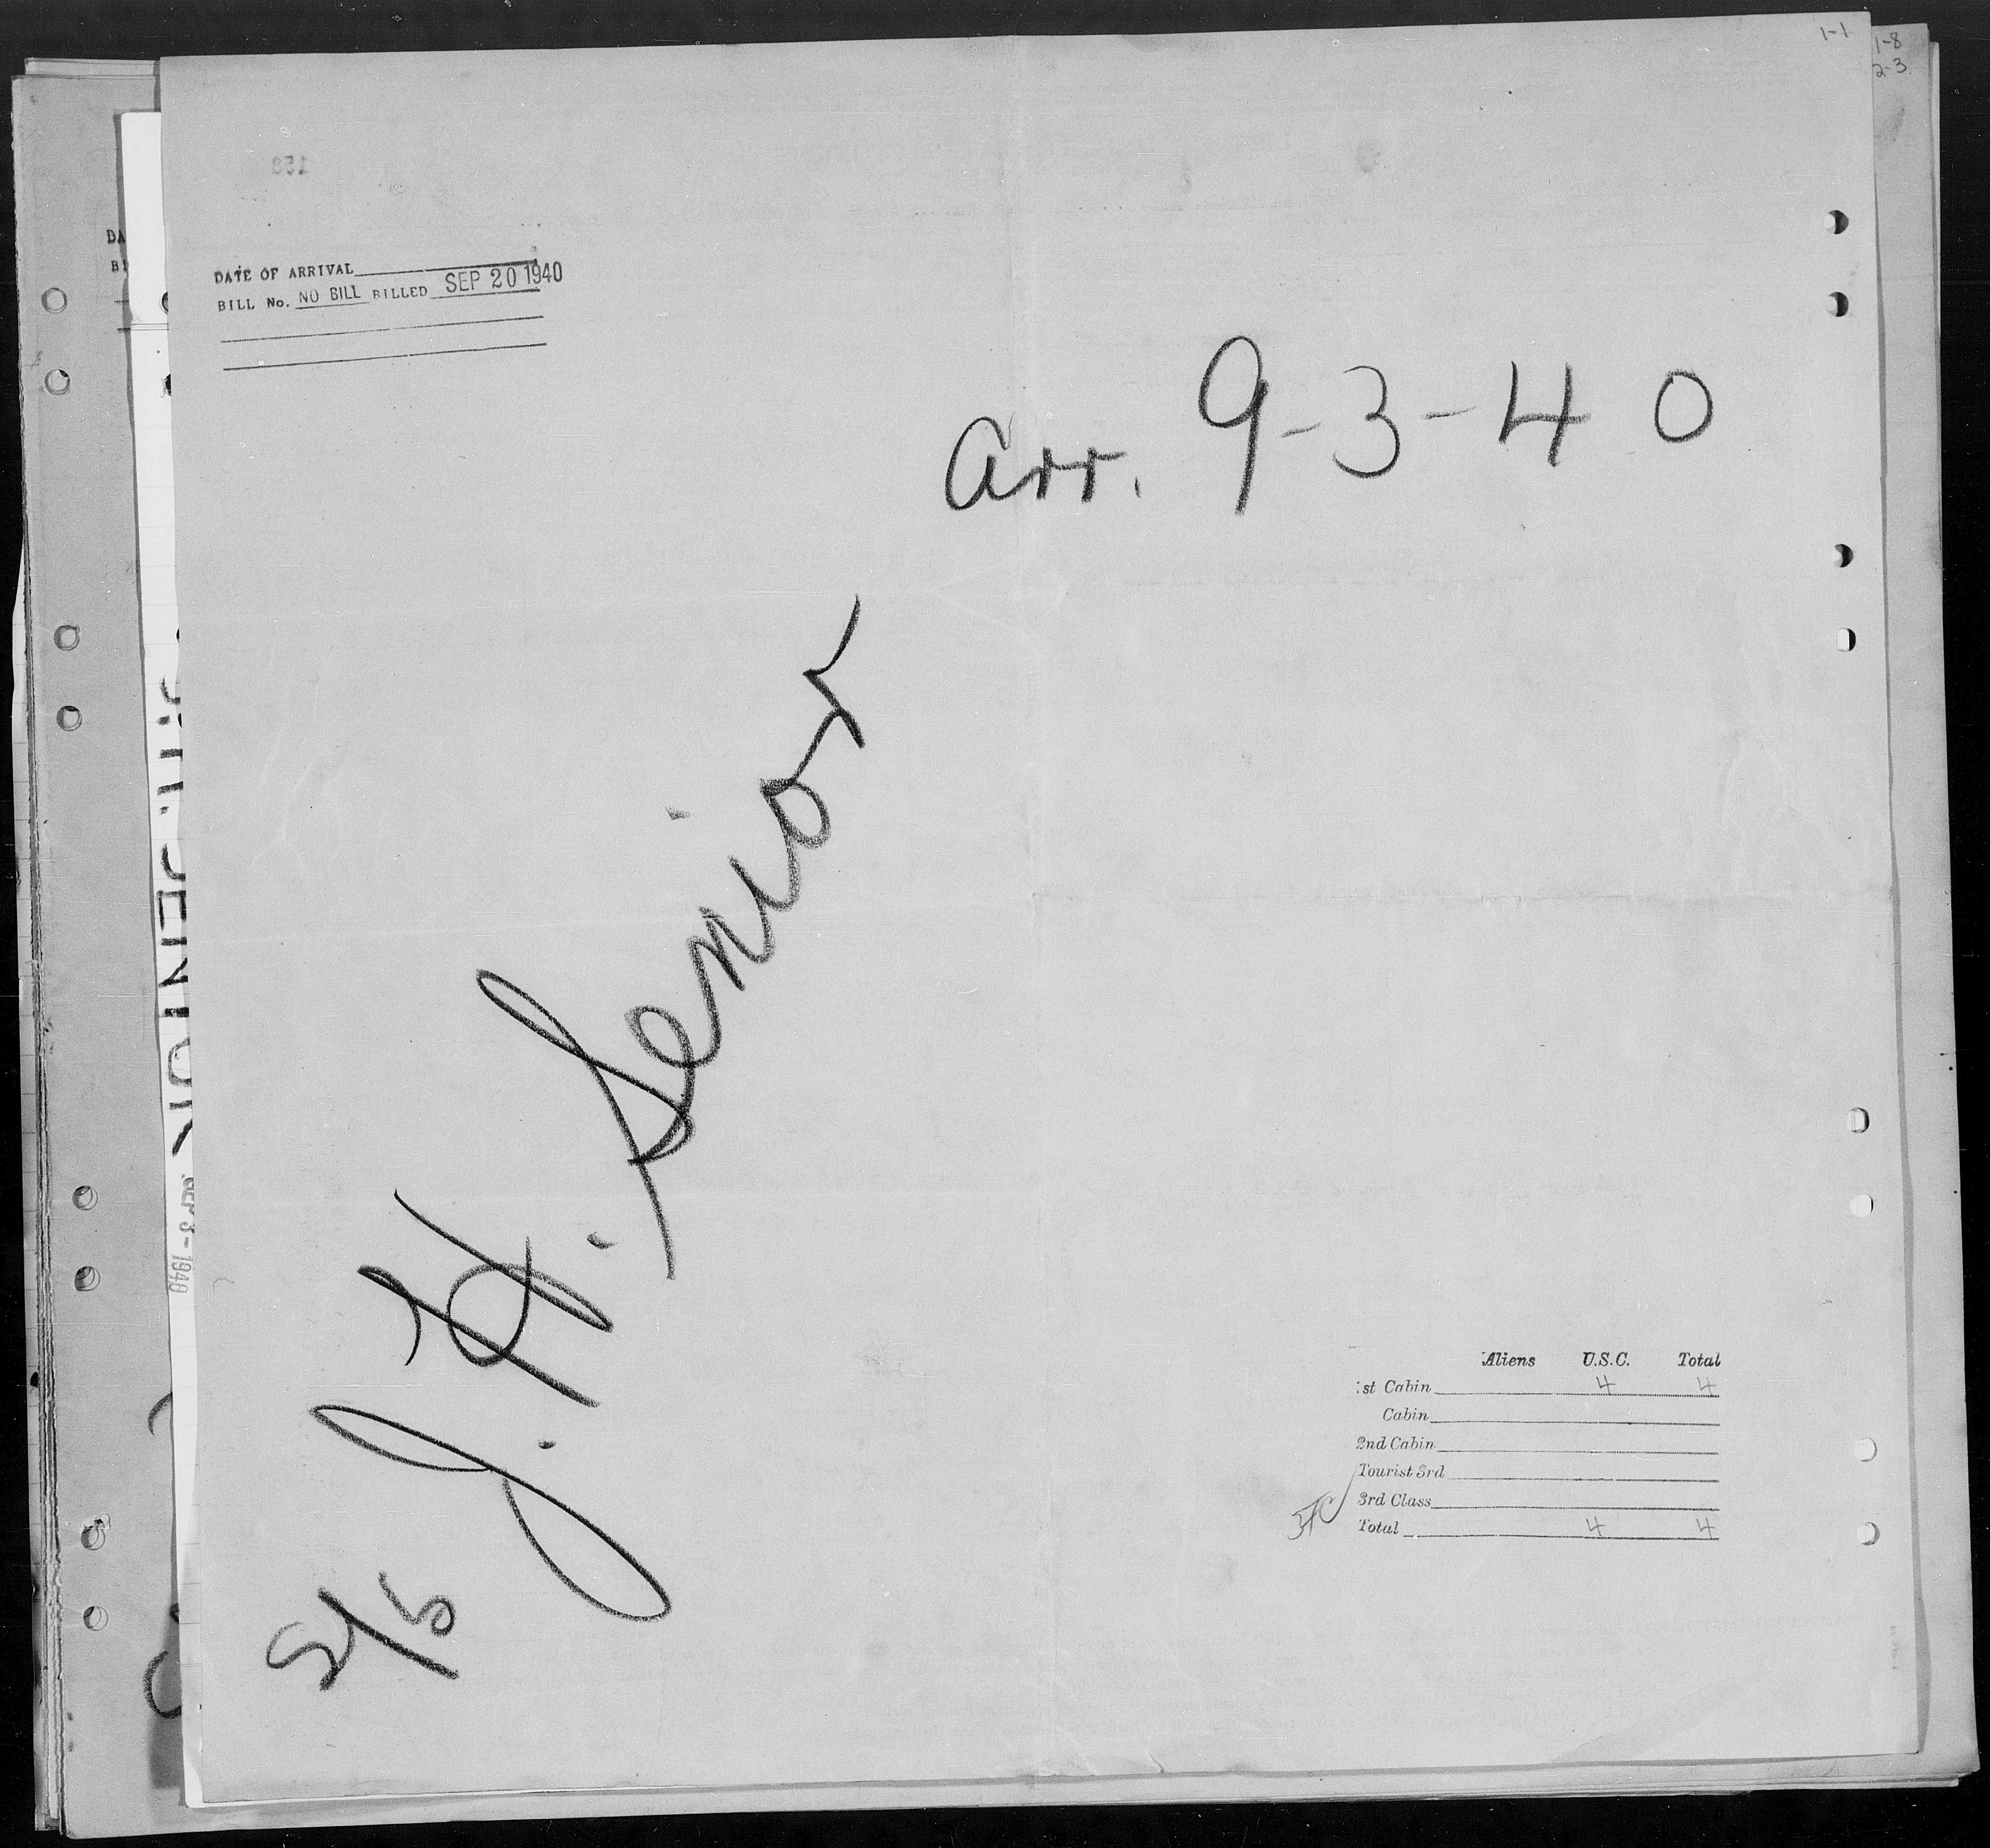 1-1
1-8
2-3
158
DATE OF ARRIVAL
BILL No. NO BILL BILLED SEP 20 1940
arr. 9-3-40
S/S J. H. Senior
SEP 3-1940
Aliens U.S.C. Total
1st Cabin 4 4
Cabin
2nd Cabin
Tourist 3rd
3rd Class
Total 4 4